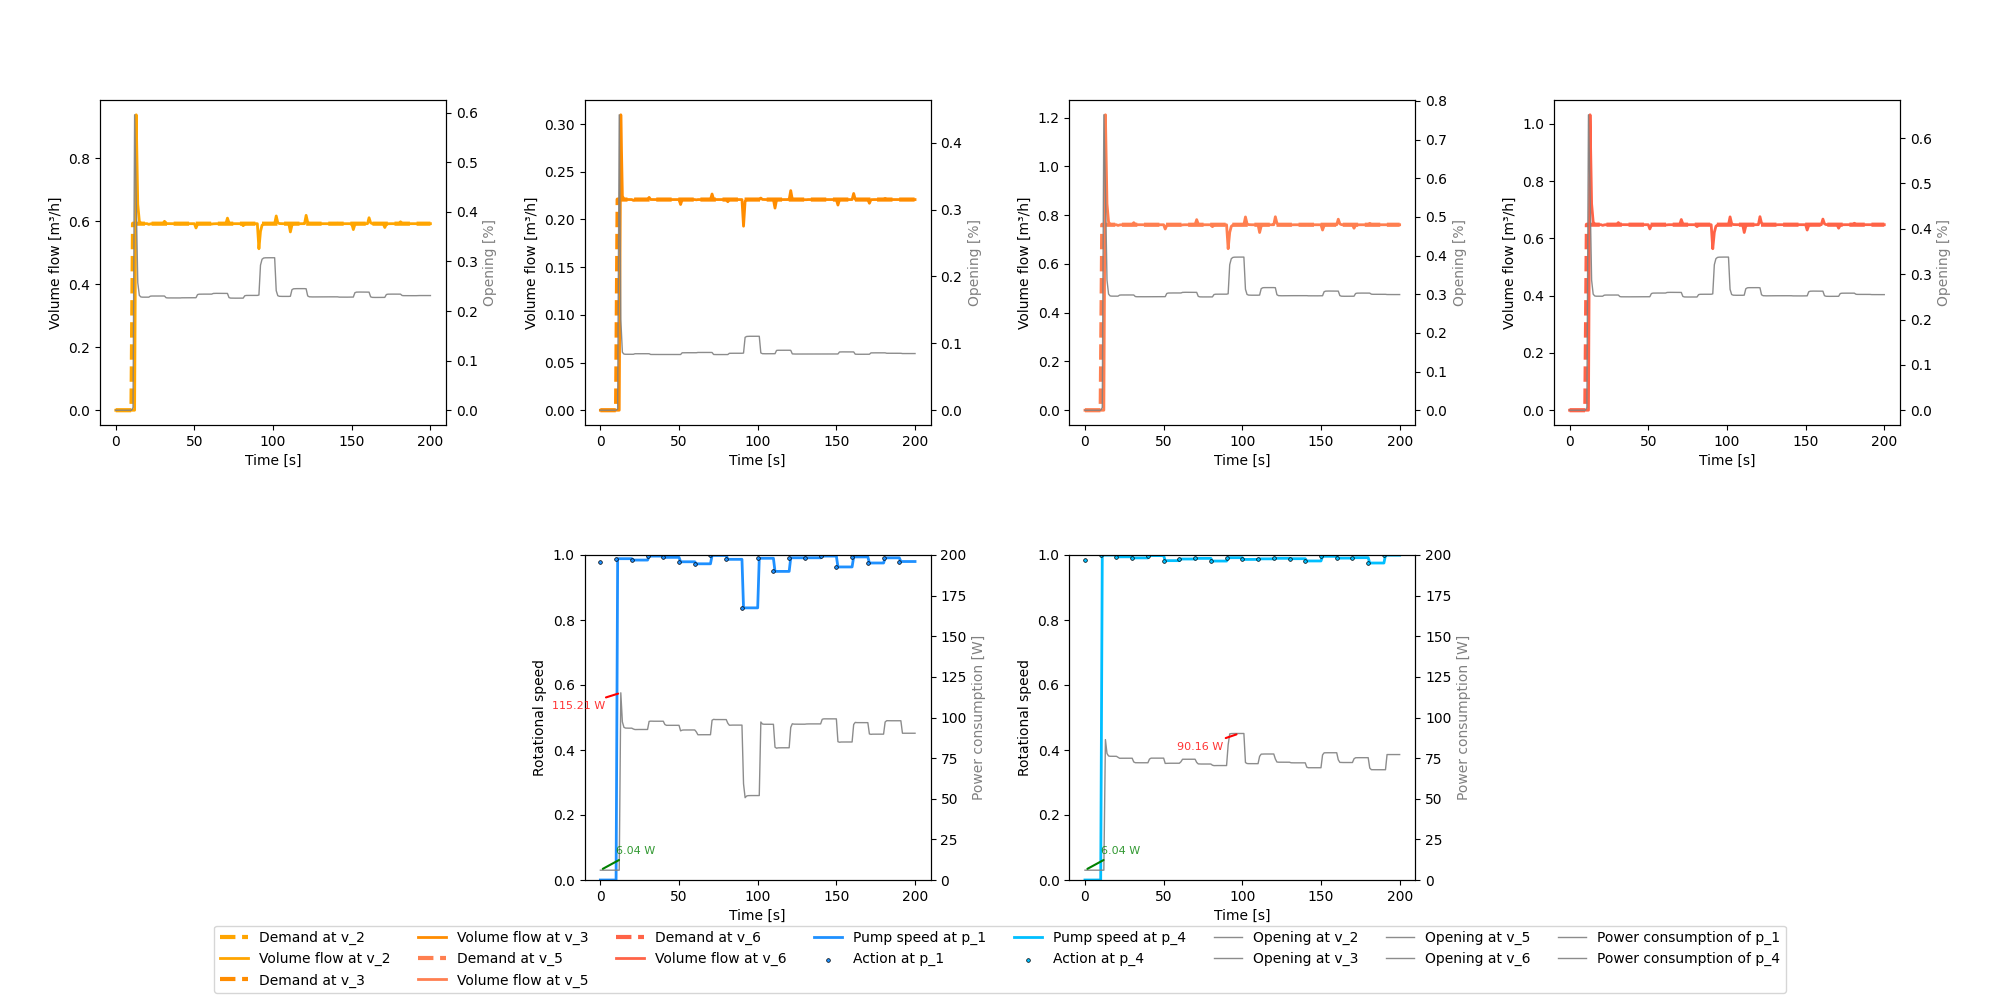 0.0 0.2 0.4 0.6 0.8
Volume flow [m³/h]
0 50 100 150 200
Time [s]
0.0 0.1 0.2 0.3 0.4 0.5 0.6
Opening [%]
0.00 0.05 0.10 0.15 0.20 0.25 0.30
Volume flow [m³/h]
0 50 100 150 200
Time [s]
0.0 0.1 0.2 0.3 0.4
Opening [%]
0.0 0.2 0.4 0.6 0.8 1.0 1.2
Volume flow [m³/h]
0 50 100 150 200
Time [s]
0.0 0.1 0.2 0.3 0.4 0.5 0.6 0.7 0.8
Opening [%]
0.0 0.2 0.4 0.6 0.8 1.0
Volume flow [m³/h]
0 50 100 150 200
Time [s]
0.0 0.1 0.2 0.3 0.4 0.5 0.6
Opening [%]
0.0 0.2 0.4 0.6 0.8 1.0
Rotational speed
115.21 W
6.04 W
0 50 100 150 200
Time [s]
0 25 50 75 100 125 150 175 200
Power consumption [W]
0.0 0.2 0.4 0.6 0.8 1.0
Rotational speed
90.16 W
6.04 W
0 50 100 150 200
Time [s]
0 25 50 75 100 125 150 175 200
Power consumption [W]
Demand at v_2
Volume flow at v_2
Demand at v_3
Volume flow at v_3
Demand at v_5
Volume flow at v_5
Demand at v_6
Volume flow at v_6
Pump speed at p_1
Action at p_1
Pump speed at p_4
Action at p_4
Opening at v_2
Opening at v_3
Opening at v_5
Opening at v_6
Power consumption of p_1
Power consumption of p_4